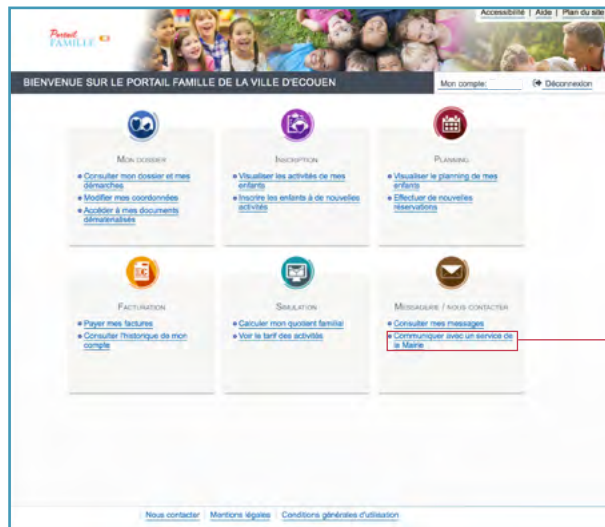 Accessibilité | Aide | Plan du site
Portail
FAMILLE
BIENVENUE SUR LE PORTAIL FAMILLE DE LA VILLE D'ECOUEN
Mon compte:
Déconnexion
MON DOSSIER
Consulter mon dossier et mes
démarches
Modifier mes coordonnées
Accéder à mes documents
dématérialisés
INSCRIPTION
Visualiser les activités de mes
enfants
Inscrire les enfants à de nouvelles
activités
PLANNING
Visualiser le planning de mes
enfants
Effectuer de nouvelles
réservations
FACTURATION
Payer mes factures
Consulter l'historique de mon
compte
SIMULATION
Calculer mon quotient familial
Voir le tarif des activités
MESSAGERIE / NOUS CONTACTER
Consulter mes messages
Communiquer avec un service de
la Mairie
Nous contacter | Mentions légales | Conditions générales d'utilisation